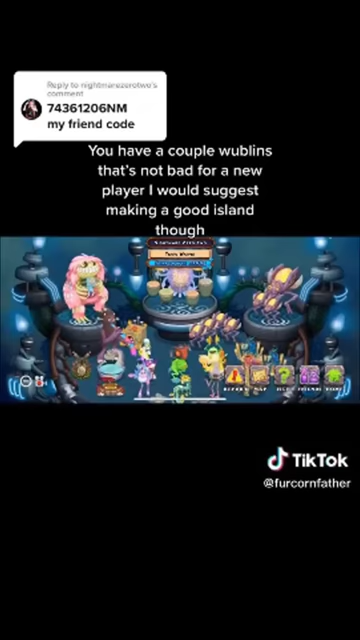 Reply to nightmarezerotwo's
comment
74361206NM
my friend code
You have a couple wublins
that's not bad for a new
player I would suggest
making a good island
though
TikTok
@furcornfather